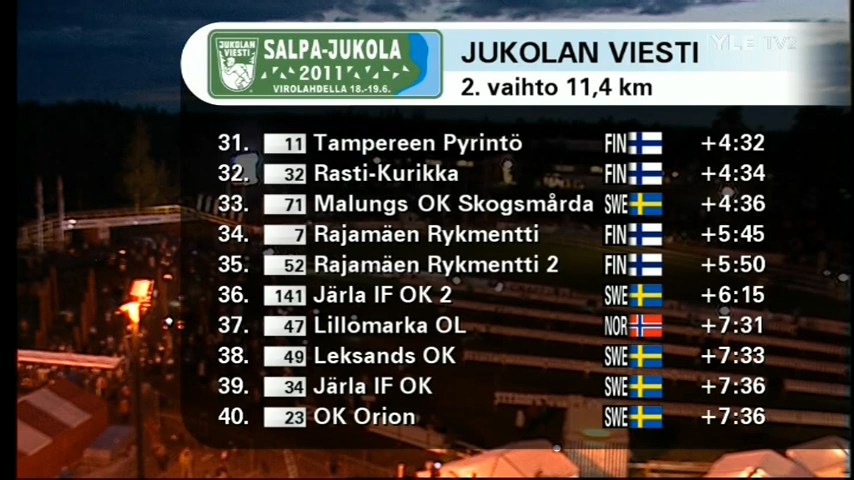 JUKOLAN VIESTI
SALPA-JUKOLA
2011
VIROLAHDELLA 18.-19.6.
JUKOLAN VIESTI
YLE TV2
2. vaihto 11,4 km
31. 11 Tampereen Pyrintö FIN +4:32
32. 32 Rasti-Kurikka FIN +4:34
33. 71 Malungs OK Skogsmårda SWE +4:36
34. 7 Rajamäen Rykmentti FIN +5:45
35. 52 Rajamäen Rykmentti 2 FIN +5:50
36. 141 Järla IF OK 2 SWE +6:15
37. 47 Lillomarka OL NOR +7:31
38. 49 Leksands OK SWE +7:33
39. 34 Järla IF OK SWE +7:36
40. 23 OK Orion SWE +7:36